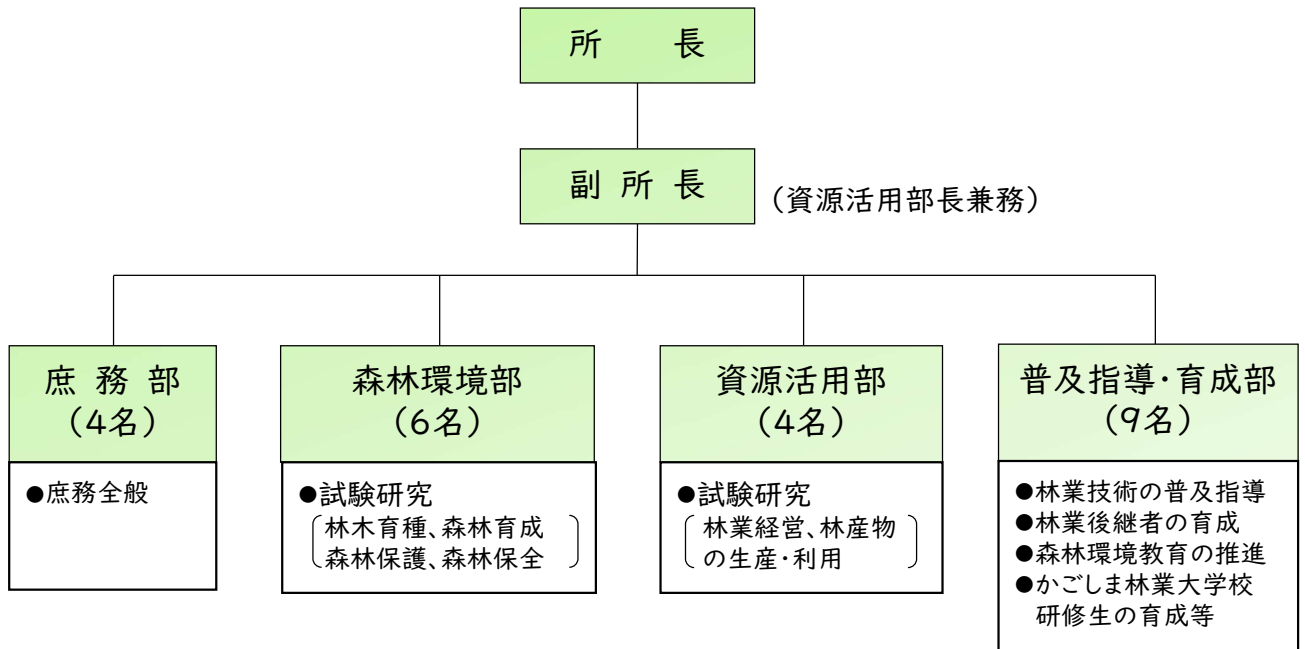 所長
副所長
(資源活用部長兼務)
庶務部
(4名)
●庶務全般
森林環境部
(6名)
●試験研究
林木育種、森林育成
森林保護、森林保全
資源活用部
(4名)
●試験研究
林業経営、林産物
の生産・利用
普及指導・育成部
(9名)
●林業技術の普及指導
●林業後継者の育成
●森林環境教育の推進
●かごしま林業大学校
研修生の育成等